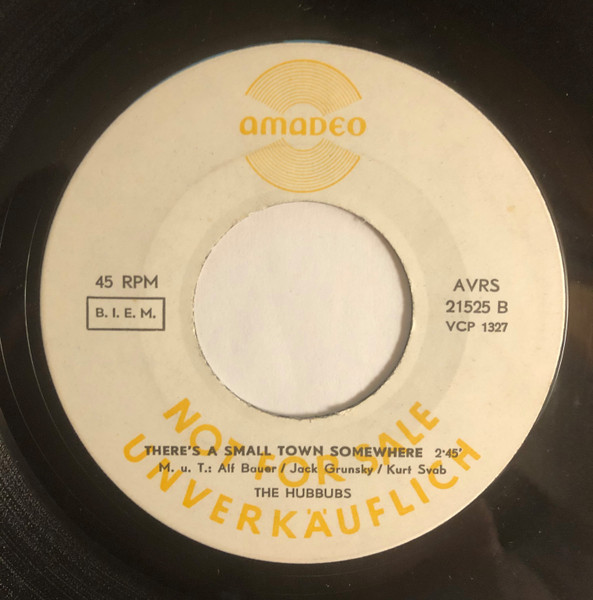 amadeo
45 RPM
B. I. E. M.
AVRS
21525 B
VCP 1327
NOT FOR SALE
THERE'S A SMALL TOWN SOMEWHERE 2'45'
M. u. T.: Alf Bauer / Jack Grunsky / Kurt Svab
THE HUBBUBS
UNVERKÄUFLICH